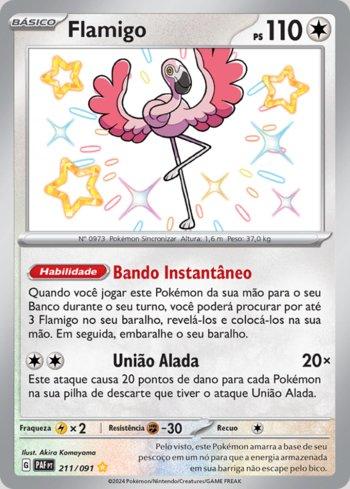 BÁSICO Flamigo PS 110
Nº 0973 Pokémon Sincronizar Altura: 1,6 m Peso: 37,0 kg
Habilidade Bando Instantâneo
Quando você jogar este Pokémon da sua mão para o seu
Banco durante o seu turno, você poderá procurar por até
3 Flamigo no seu baralho, revelá-los e colocá-los na sua
mão. Em seguida, embaralhe o seu baralho.
União Alada 20×
Este ataque causa 20 pontos de dano para cada Pokémon
na sua pilha de descarte que tiver o ataque União Alada.
Fraqueza ×2 Resistência -30 Recuo
Ilust. Akira Komayama
G PAF PT 211/091
Pelo visto, este Pokémon amarra a base de seu
pescoço em um nó para que a energia armazenada
em sua barriga não escape pelo bico.
©2024 Pokémon/Nintendo/Creatures/GAME FREAK